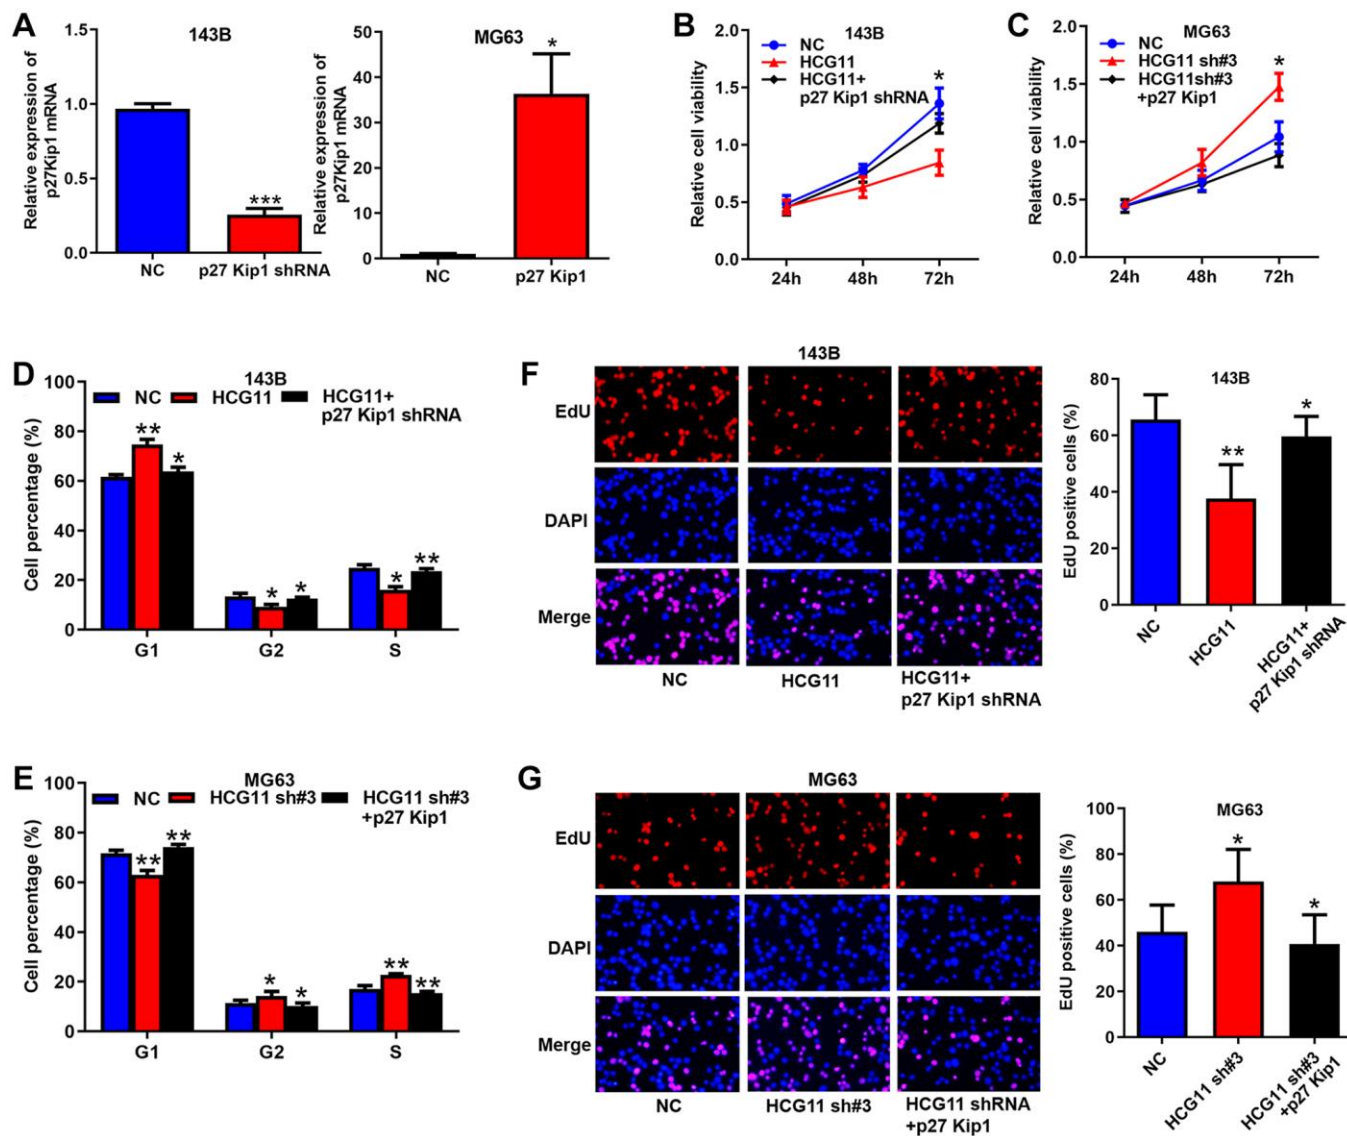 A
143B
Relative expression of
p27Kip1 mRNA
1.5
1.0
0.5
0.0
***
NC
p27 Kip1 shRNA
MG63
Relative expression of
p27Kip1 mRNA
50
40
30
20
10
0
*
NC
p27 Kip1
B
143B
NC
HCG11
HCG11+
p27 Kip1 shRNA
Relative cell viability
2.0
1.5
1.0
0.5
0.0
*
24h
48h
72h
C
MG63
NC
HCG11 sh#3
HCG11sh#3
+p27 Kip1
Relative cell viability
2.0
1.5
1.0
0.5
0.0
*
24h
48h
72h
D
143B
NC
HCG11
HCG11+
p27 Kip1 shRNA
Cell percentage (%)
100
80
60
40
20
0
**
*
*
*
*
**
G1
G2
S
F
143B
EdU
DAPI
Merge
NC
HCG11
HCG11+
p27 Kip1 shRNA
143B
EdU positive cells (%)
80
60
40
20
0
**
*
NC
HCG11
HCG11+
p27 Kip1 shRNA
E
MG63
NC
HCG11 sh#3
HCG11 sh#3
+p27 Kip1
Cell percentage (%)
100
80
60
40
20
0
**
**
*
*
**
**
G1
G2
S
G
MG63
EdU
DAPI
Merge
NC
HCG11 sh#3
HCG11 shRNA
+p27 Kip1
MG63
EdU positive cells (%)
100
80
60
40
20
0
*
*
NC
HCG11 sh#3
HCG11 sh#3
+p27 Kip1